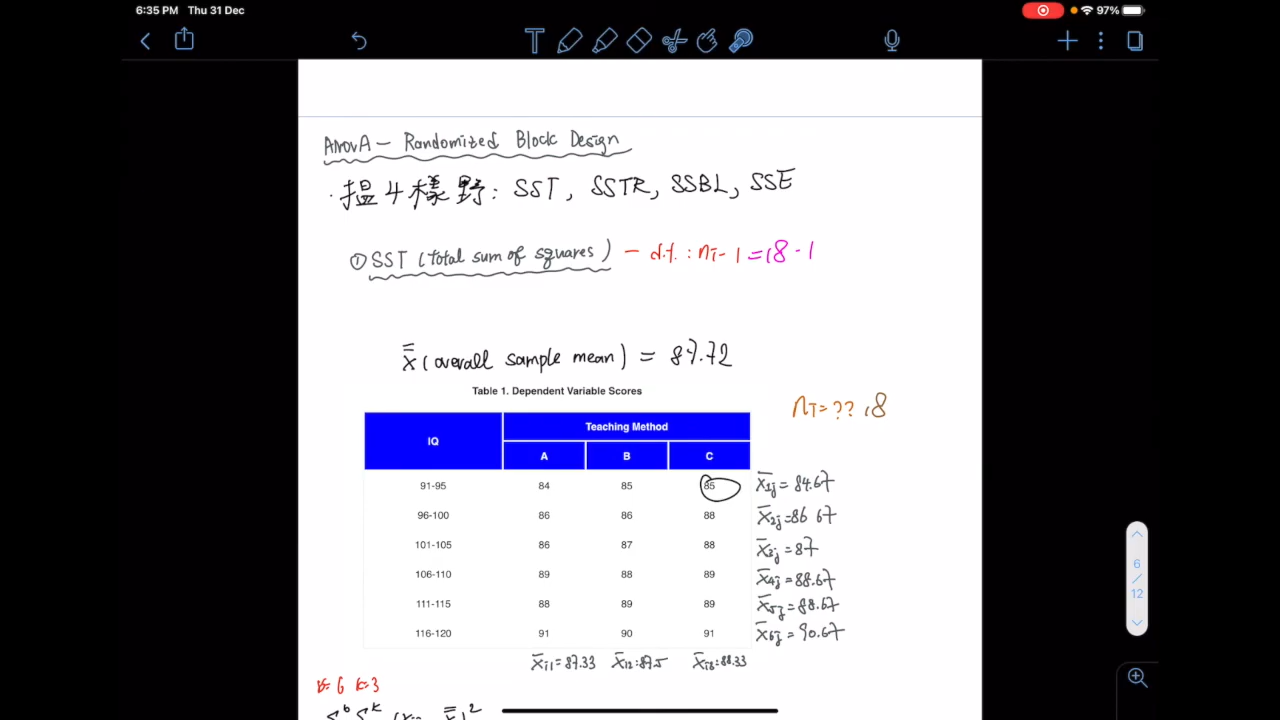 6:35 PM Thu 31 Dec
97%
ANOVA - Randomized Block Design
· 搵4樣野: SST, SSTR, SSBL, SSE
① SST (total sum of squares) - d.f. : nT-1 = 18-1
x̿ (overall sample mean) = 87.72
Table 1. Dependent Variable Scores
nT = ?? 18
IQ Teaching Method
A B C
91-95 84 85 85 x̄1j = 84.67
96-100 86 86 88 x̄2j = 86 67
101-105 86 87 88 x̄3j = 87
106-110 89 88 89 x̄4j = 88.67
111-115 88 89 89 x̄5j = 88.67
116-120 91 90 91 x̄6j = 90.67
x̄i1 = 87.33 x̄i2 = 87.5 x̄i3 = 88.33
b=6 k=3
6
/
12